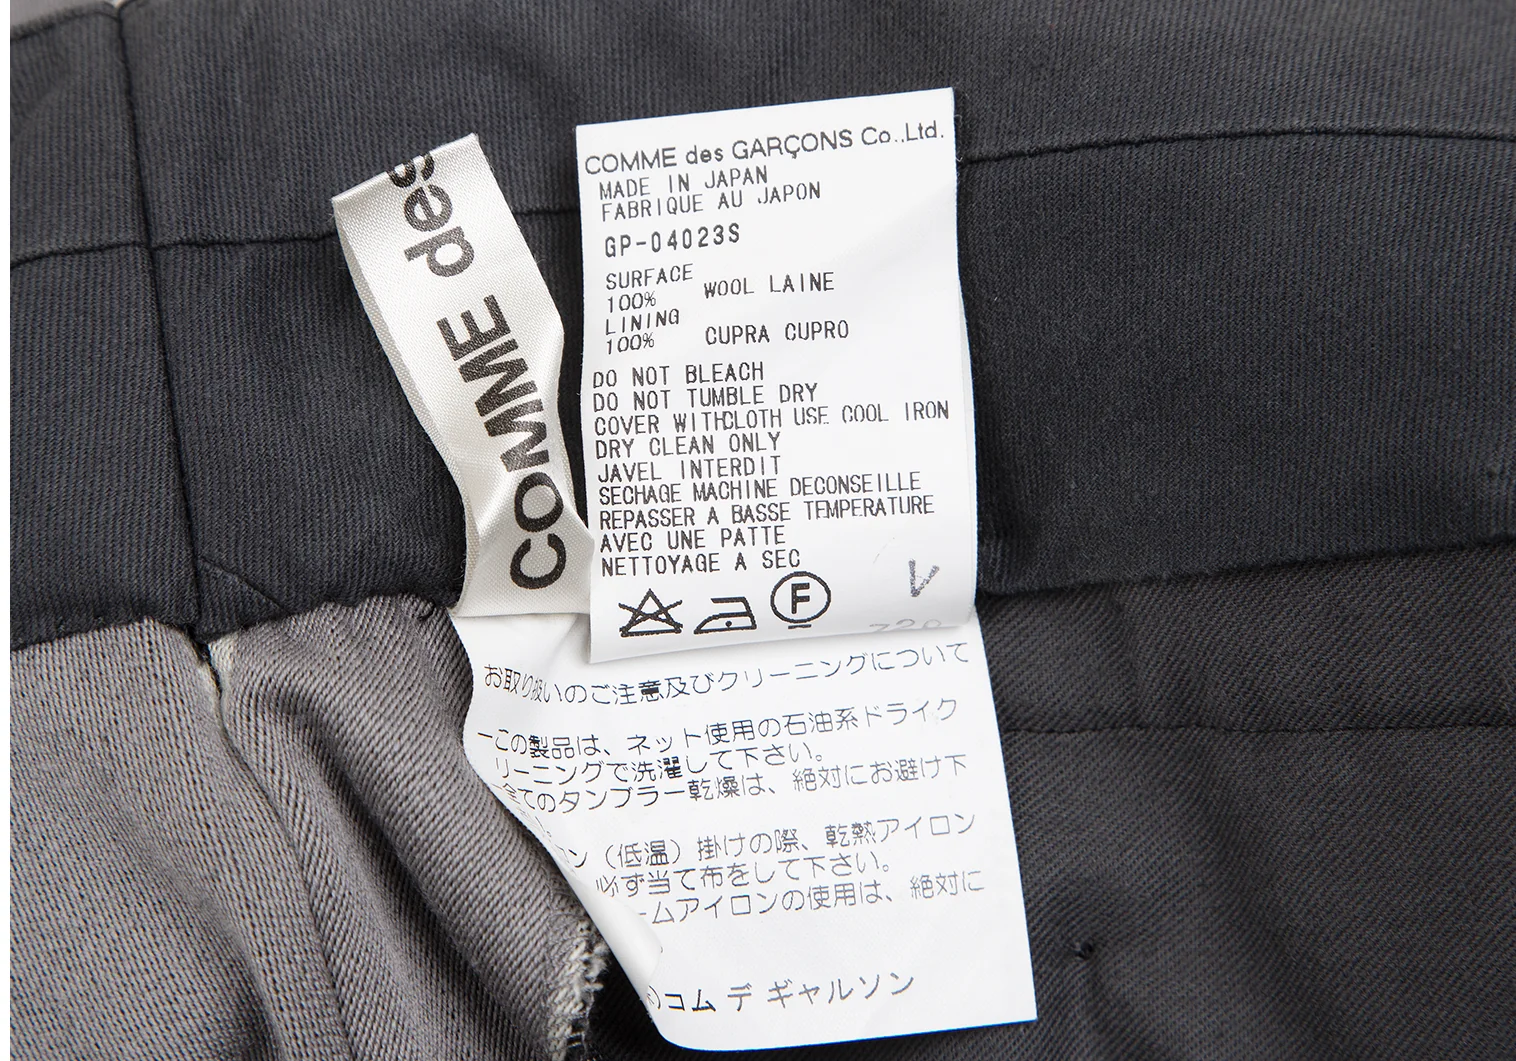 COMME des
COMME des GARÇONS Co.,Ltd.
MADE IN JAPAN
FABRIQUE AU JAPON
GP-04023S
SURFACE
100% WOOL LAINE
LINING
100% CUPRA CUPRO
DO NOT BLEACH
DO NOT TUMBLE DRY
COVER WITHCLOTH USE COOL IRON
DRY CLEAN ONLY
JAVEL INTERDIT
SECHAGE MACHINE DECONSEILLE
REPASSER A BASSE TEMPERATURE
AVEC UNE PATTE
NETTOYAGE A SEC
F
V
お取り扱いのご注意及びクリーニングについて
ーこの製品は、ネット使用の石油系ドライク
リーニングで洗濯して下さい。
全てのタンブラー乾燥は、絶対にお避け下
ン（低温）掛けの際、乾熱アイロン
必ず当て布をして下さい。
ームアイロンの使用は、絶対に
コム デ ギャルソン